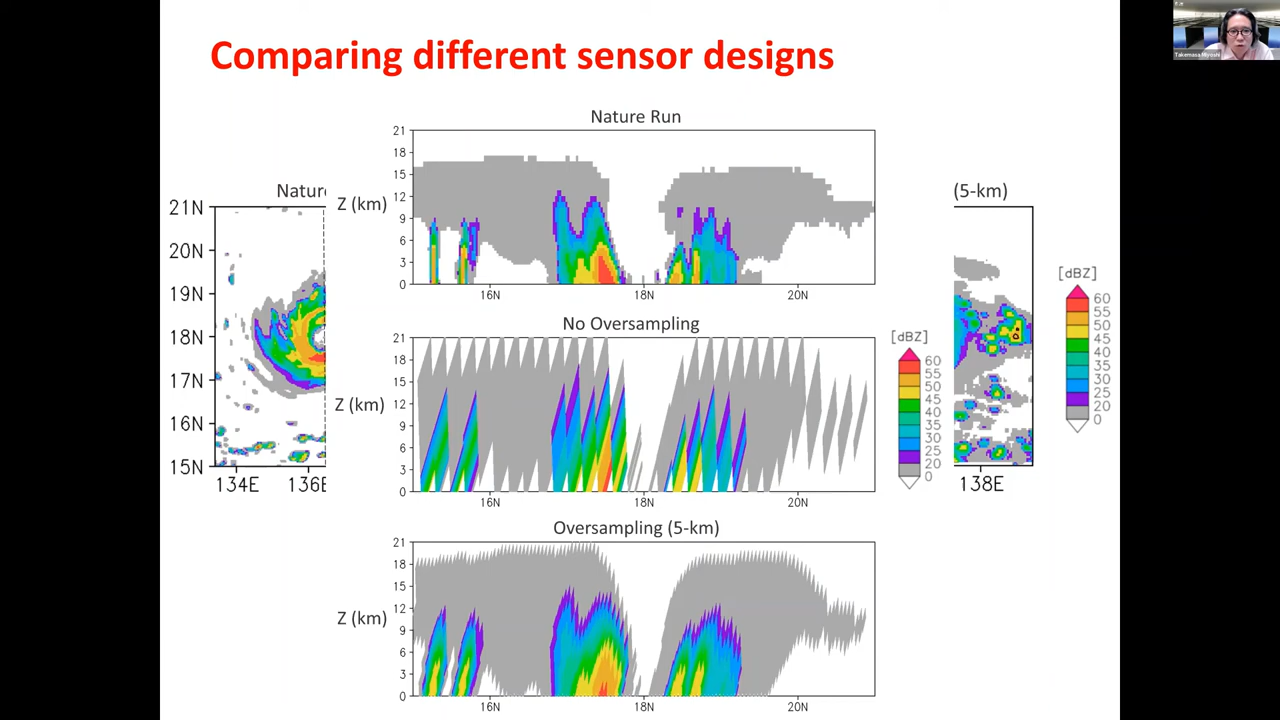 Comparing different sensor designs
Takemasa Miyoshi
Nature Run
21
18
15
12
9
6
3
0
Z (km)
16N
18N
20N
Natur
21N
20N
19N
18N
17N
16N
15N
134E
136E
No Oversampling
21
18
15
12
9
6
3
0
Z (km)
16N
18N
20N
[dBZ]
60
55
50
45
40
35
30
25
20
0
(5-km)
138E
[dBZ]
60
55
50
45
40
35
30
25
20
0
Oversampling (5-km)
21
18
15
12
9
6
3
0
Z (km)
16N
18N
20N